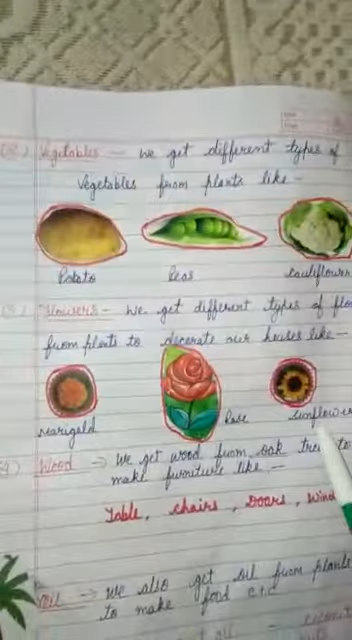 Vegetables - We get different types of
vegetables from plants like -
Potato Peas Cauliflower
Flowers - We get different types of flo
from plants to decorate our houses like -
Marigold Rose Sunflower
Wood → We get wood from oak tree to
make furniture like -
Table, chairs, Doors, Wind
Oil → We also get oil from plants
to make food etc